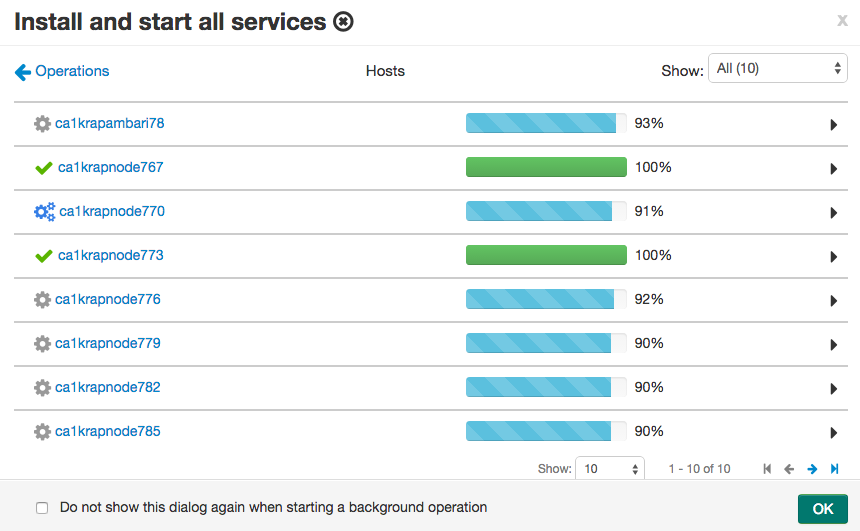 Install and start all services
x
Operations Hosts Show: All (10)
ca1krapambari78 93%
ca1krapnode767 100%
ca1krapnode770 91%
ca1krapnode773 100%
ca1krapnode776 92%
ca1krapnode779 90%
ca1krapnode782 90%
ca1krapnode785 90%
Show: 10 1 - 10 of 10
Do not show this dialog again when starting a background operation
OK